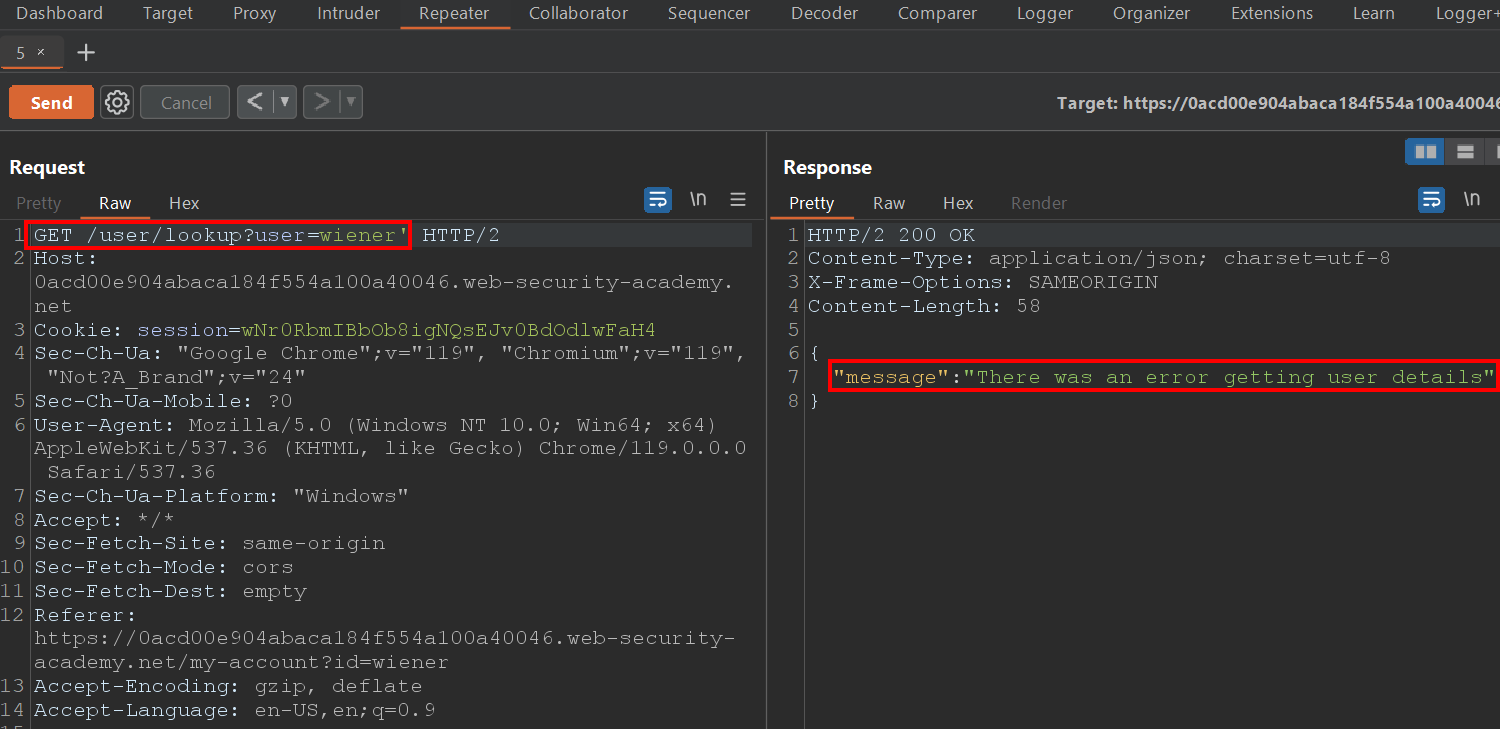 Dashboard Target Proxy Intruder Repeater Collaborator Sequencer Decoder Comparer Logger Organizer Extensions Learn Logger+
5 × +
Send Cancel < ▼ > ▼ Target: https://0acd00e904abaca184f554a100a40046
Request
Pretty Raw Hex \n
1 GET /user/lookup?user=wiener' HTTP/2
2 Host:
0acd00e904abaca184f554a100a40046.web-security-academy.
net
3 Cookie: session=wNr0RbmIBbOb8igNQsEJv0BdOdlwFaH4
4 Sec-Ch-Ua: "Google Chrome";v="119", "Chromium";v="119",
"Not?A_Brand";v="24"
5 Sec-Ch-Ua-Mobile: ?0
6 User-Agent: Mozilla/5.0 (Windows NT 10.0; Win64; x64)
AppleWebKit/537.36 (KHTML, like Gecko) Chrome/119.0.0.0
Safari/537.36
7 Sec-Ch-Ua-Platform: "Windows"
8 Accept: */*
9 Sec-Fetch-Site: same-origin
10 Sec-Fetch-Mode: cors
11 Sec-Fetch-Dest: empty
12 Referer:
https://0acd00e904abaca184f554a100a40046.web-security-
academy.net/my-account?id=wiener
13 Accept-Encoding: gzip, deflate
14 Accept-Language: en-US,en;q=0.9
Response
Pretty Raw Hex Render \n
1 HTTP/2 200 OK
2 Content-Type: application/json; charset=utf-8
3 X-Frame-Options: SAMEORIGIN
4 Content-Length: 58
5
6 {
7 "message":"There was an error getting user details"
8 }